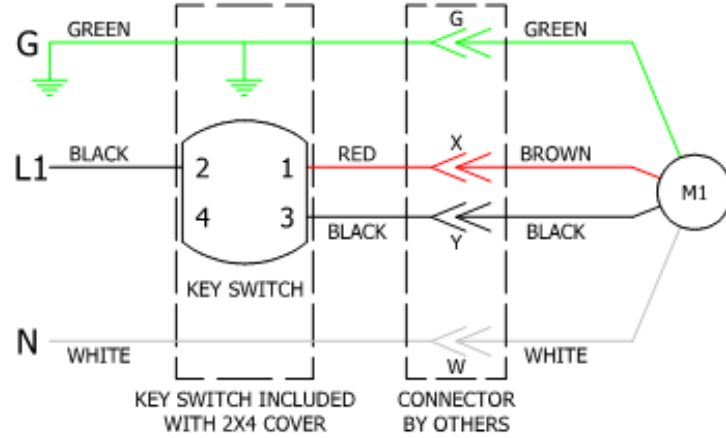 G GREEN G GREEN
L1 BLACK 2 1 RED X BROWN M1
4 3 BLACK Y BLACK
KEY SWITCH
N WHITE W WHITE
KEY SWITCH INCLUDED
WITH 2X4 COVER
CONNECTOR
BY OTHERS